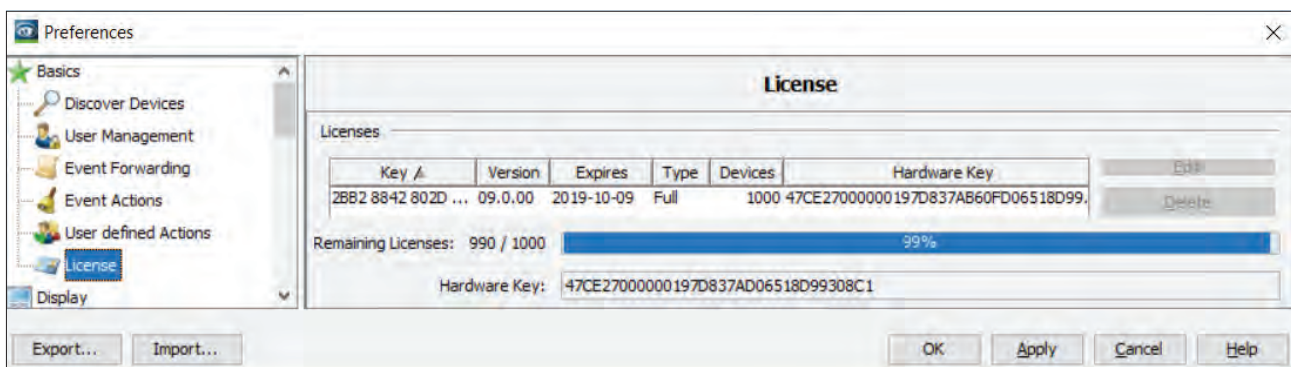 Preferences
Basics
Discover Devices
User Management
Event Forwarding
Event Actions
User defined Actions
License
Display
License
Licenses
Key Version Expires Type Devices Hardware Key
2BB2 8842 802D ... 09.0.00 2019-10-09 Full 1000 47CE27000000197D837AB60FD06518D99.
Edit
Delete
Remaining Licenses: 990 / 1000 99%
Hardware Key: 47CE27000000197D837AD06518D99308C1
Export... Import... OK Apply Cancel Help